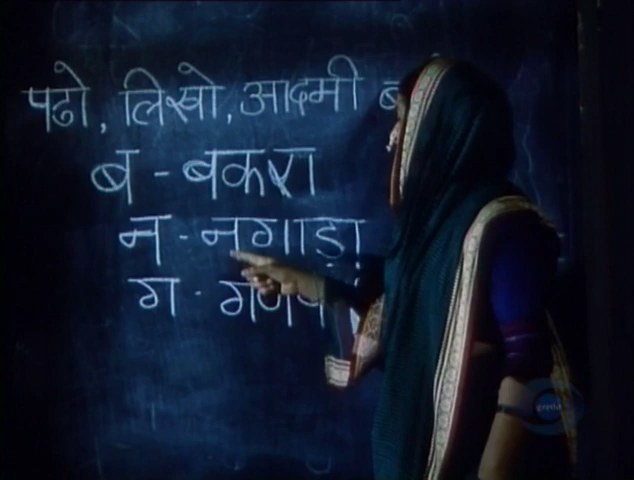 पढो, लिखो, आदमी
ब - बकरा
न - नगाड़ा
ग -